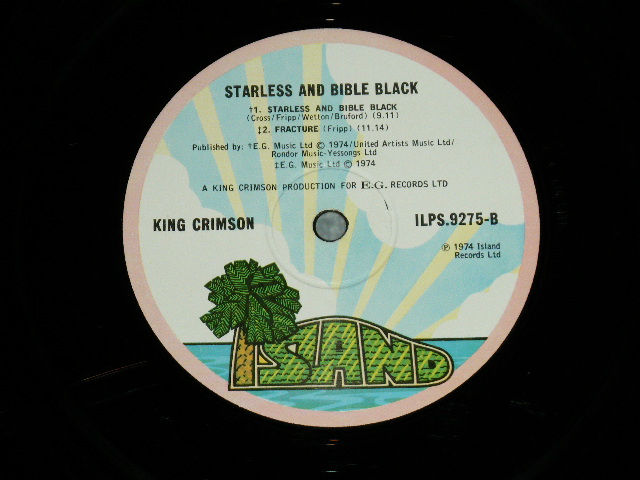 STARLESS AND BIBLE BLACK
†1. STARLESS AND BIBLE BLACK
(Cross/Fripp/Wetton/Bruford) (9.11)
‡2. FRACTURE (Fripp) (11.14)
Published by: †E.G. Music Ltd © 1974/United Artists Music Ltd/
Rondor Music-Yessongs Ltd
‡E.G. Music Ltd © 1974
A KING CRIMSON PRODUCTION FOR E.G. RECORDS LTD
KING CRIMSON
ILPS.9275-B
℗ 1974 Island
Records Ltd
ISLAND